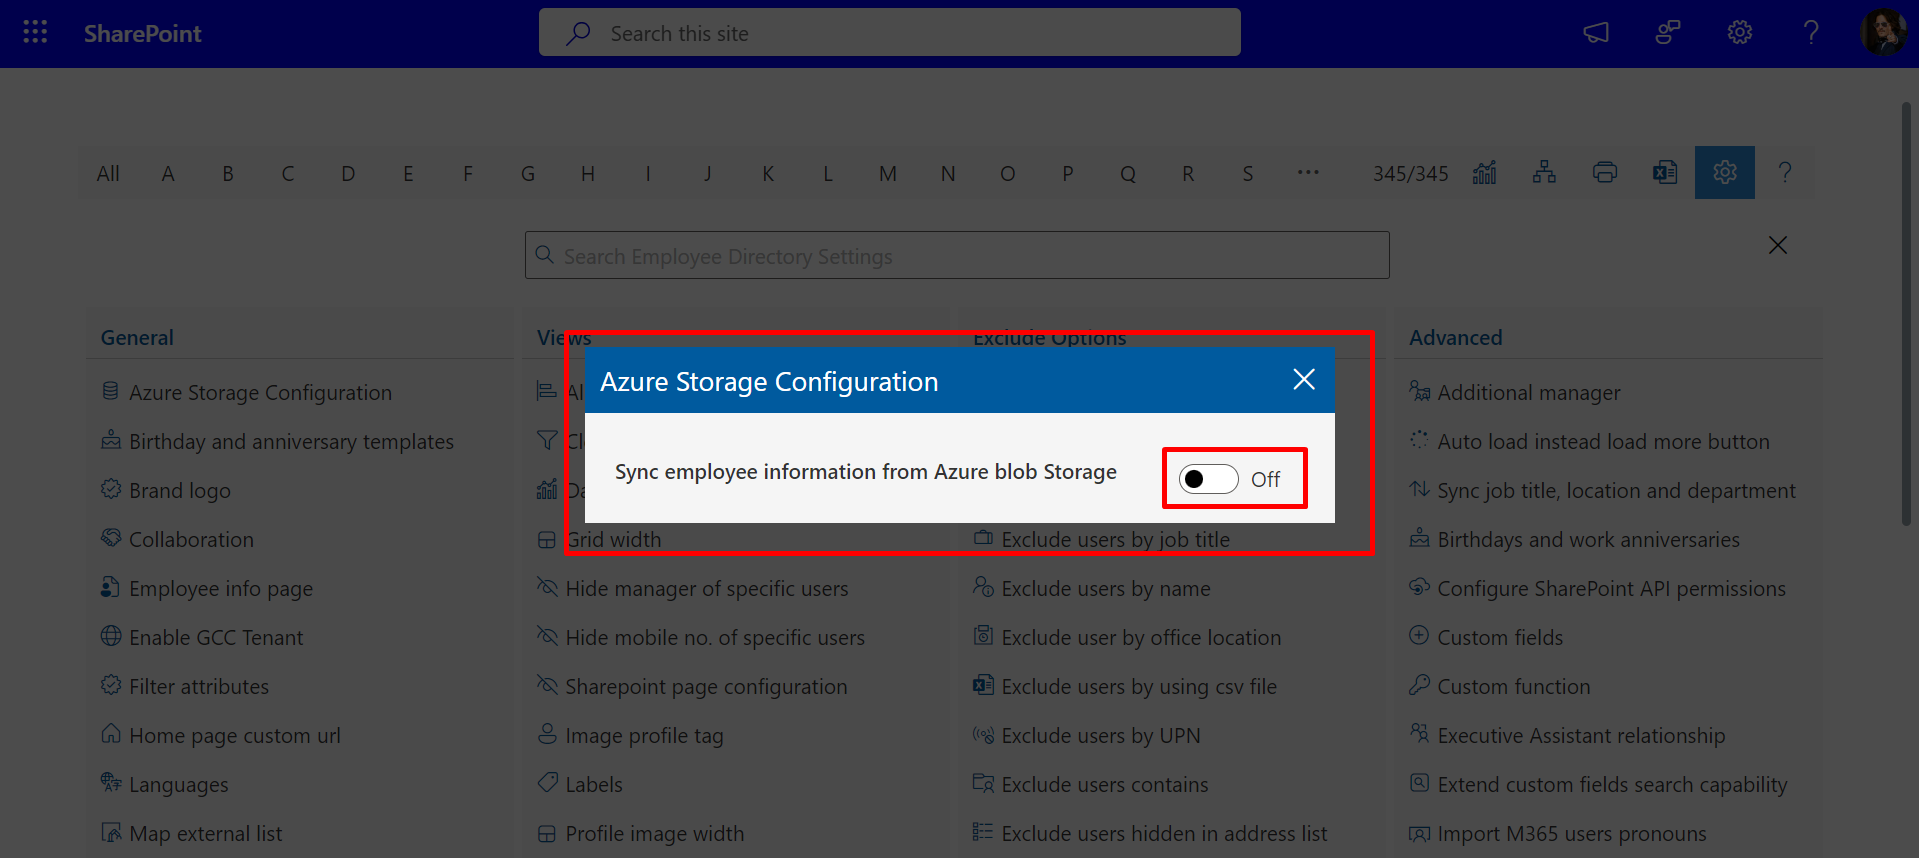 SharePoint
Search this site
All A B C D E F G H I J K L M N O P Q R S ... 345/345 ?
Search Employee Directory Settings
General
Azure Storage Configuration
Birthday and anniversary templates
Brand logo
Collaboration
Employee info page
Enable GCC Tenant
Filter attributes
Home page custom url
Languages
Map external list
Views
Grid width
Hide manager of specific users
Hide mobile no. of specific users
Sharepoint page configuration
Image profile tag
Labels
Profile image width
Exclude Options
Exclude users by job title
Exclude users by name
Exclude user by office location
Exclude users by using csv file
Exclude users by UPN
Exclude users contains
Exclude users hidden in address list
Advanced
Additional manager
Auto load instead load more button
Sync job title, location and department
Birthdays and work anniversaries
Configure SharePoint API permissions
Custom fields
Custom function
Executive Assistant relationship
Extend custom fields search capability
Import M365 users pronouns
Azure Storage Configuration
Sync employee information from Azure blob Storage
Off